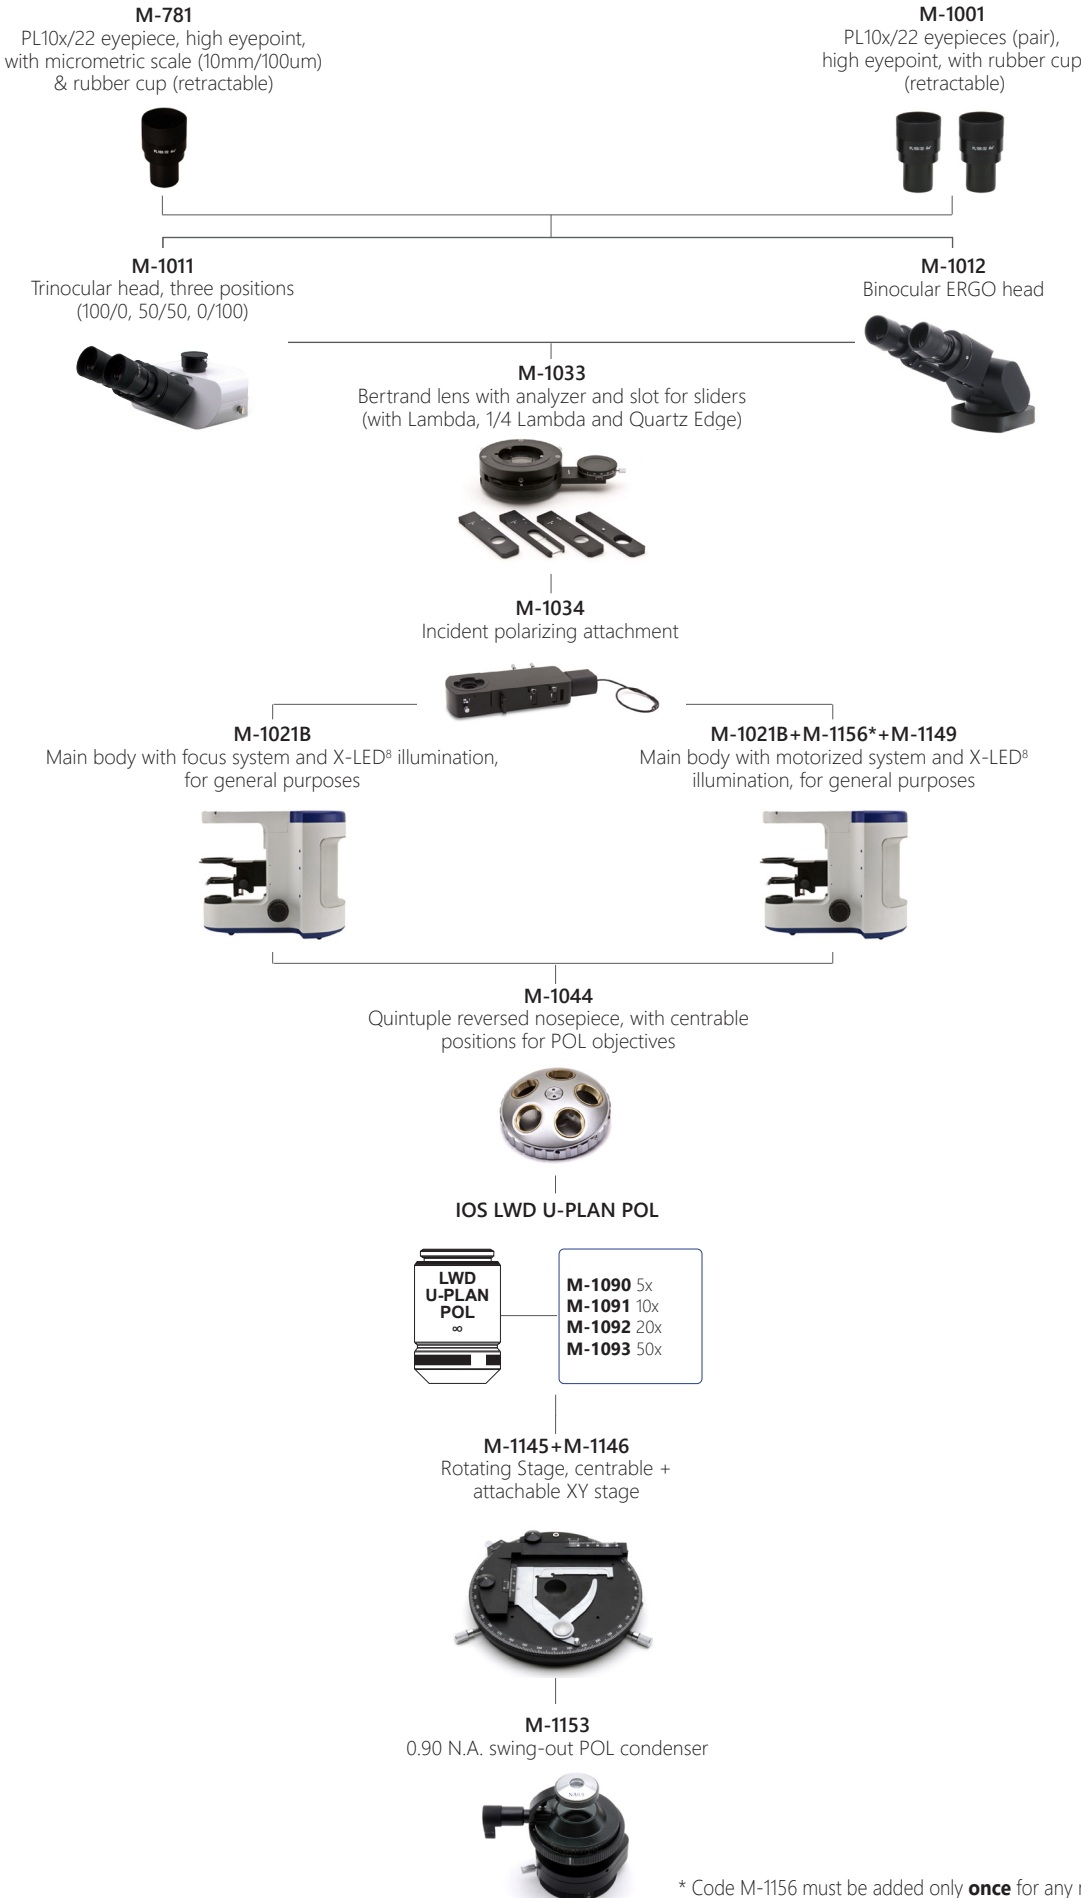 M-781
PL10x/22 eyepiece, high eyepoint,
with micrometric scale (10mm/100um)
& rubber cup (retractable)
M-1001
PL10x/22 eyepieces (pair),
high eyepoint, with rubber cup
(retractable)
M-1011
Trinocular head, three positions
(100/0, 50/50, 0/100)
M-1012
Binocular ERGO head
M-1033
Bertrand lens with analyzer and slot for sliders
(with Lambda, 1/4 Lambda and Quartz Edge)
M-1034
Incident polarizing attachment
M-1021B
Main body with focus system and X-LED⁸ illumination,
for general purposes
M-1021B+M-1156*+M-1149
Main body with motorized system and X-LED⁸
illumination, for general purposes
M-1044
Quintuple reversed nosepiece, with centrable
positions for POL objectives
IOS LWD U-PLAN POL
LWD
U-PLAN
POL
∞
M-1090 5x
M-1091 10x
M-1092 20x
M-1093 50x
M-1145+M-1146
Rotating Stage, centrable +
attachable XY stage
M-1153
0.90 N.A. swing-out POL condenser
* Code M-1156 must be added only once for any